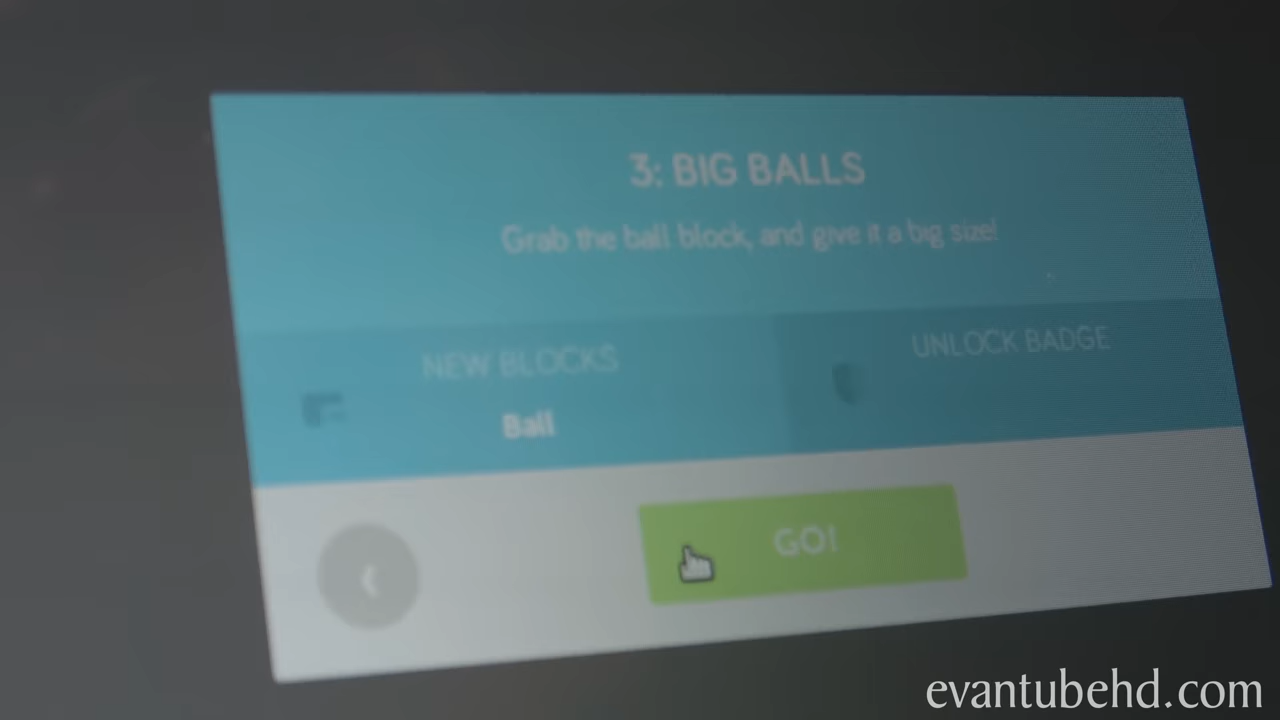 3: BIG BALLS
Grab the ball block, and give it a big size!
NEW BLOCKS
Ball
UNLOCK BADGE
GO!
evantubehd.com